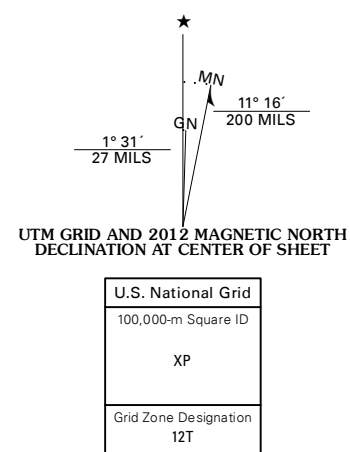 ★
MN
11° 16´
200 MILS
GN
1° 31´
27 MILS
UTM GRID AND 2012 MAGNETIC NORTH
DECLINATION AT CENTER OF SHEET
U.S. National Grid
100,000-m Square ID
XP
Grid Zone Designation
12T